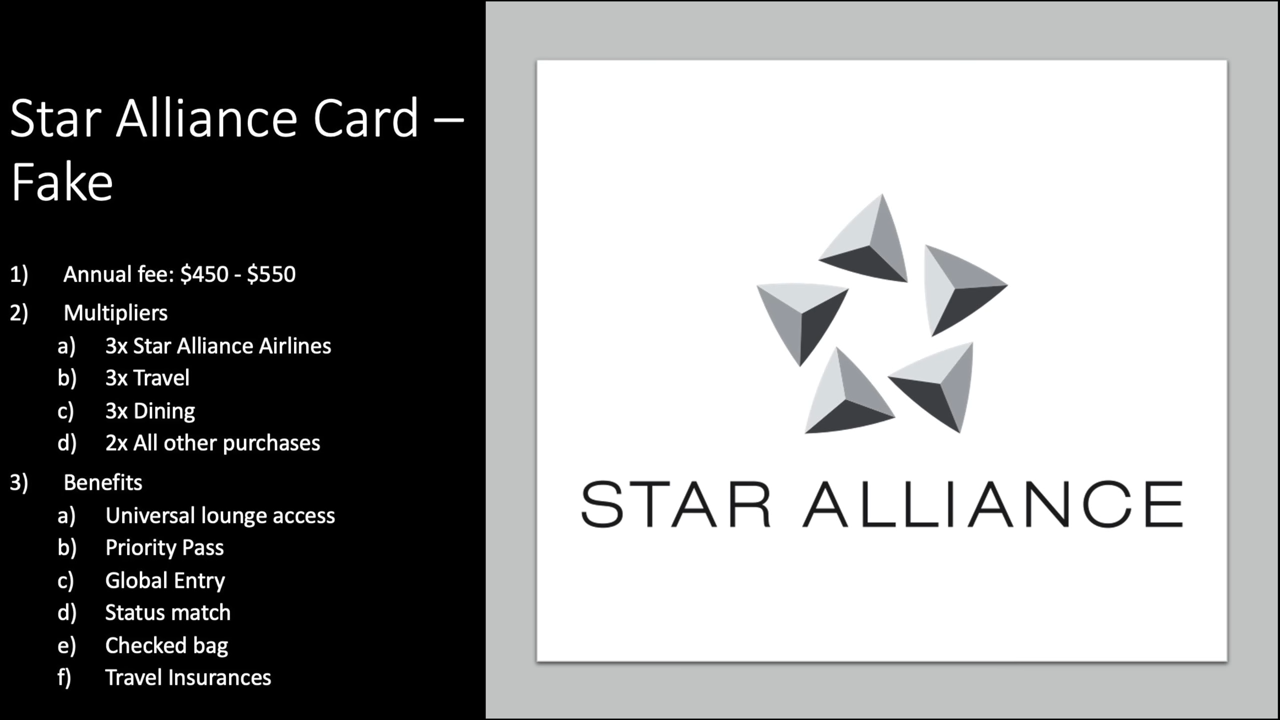 Star Alliance Card –
Fake
1) Annual fee: $450 - $550
2) Multipliers
a) 3x Star Alliance Airlines
b) 3x Travel
c) 3x Dining
d) 2x All other purchases
3) Benefits
a) Universal lounge access
b) Priority Pass
c) Global Entry
d) Status match
e) Checked bag
f) Travel Insurances
STAR ALLIANCE